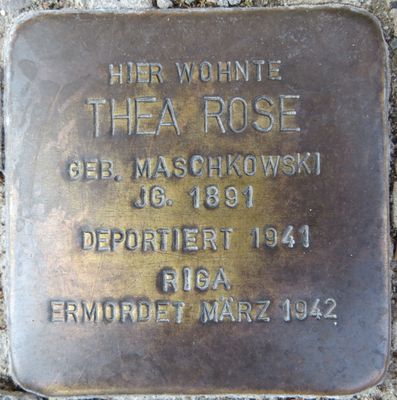 HIER WOHNTE
THEA ROSE
GEB. MASCHKOWSKI
JG. 1891
DEPORTIERT 1941
RIGA
ERMORDET MÄRZ 1942